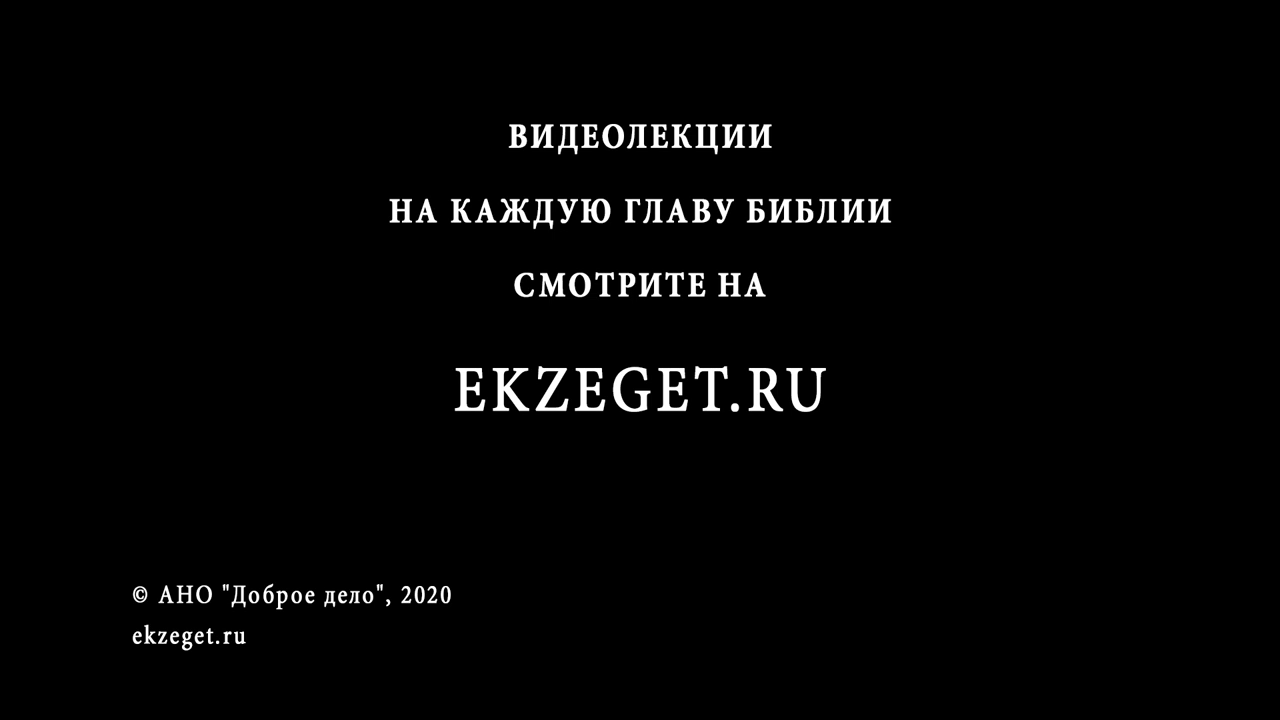 ВИДЕОЛЕКЦИИ
НА КАЖДУЮ ГЛАВУ БИБЛИИ
СМОТРИТЕ НА
EKZEGET.RU
© АНО "Доброе дело", 2020
ekzeget.ru